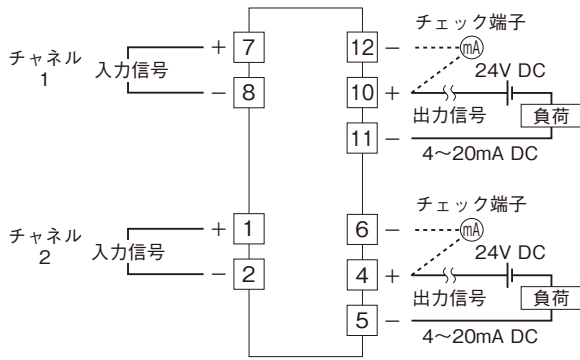 チャネル
1
入力信号
+ 7
− 8
12 −
10 +
11 −
チェック端子
mA
24V DC
出力信号
負荷
4〜20mA DC
チャネル
2
入力信号
+ 1
− 2
6 −
4 +
5 −
チェック端子
mA
24V DC
出力信号
負荷
4〜20mA DC